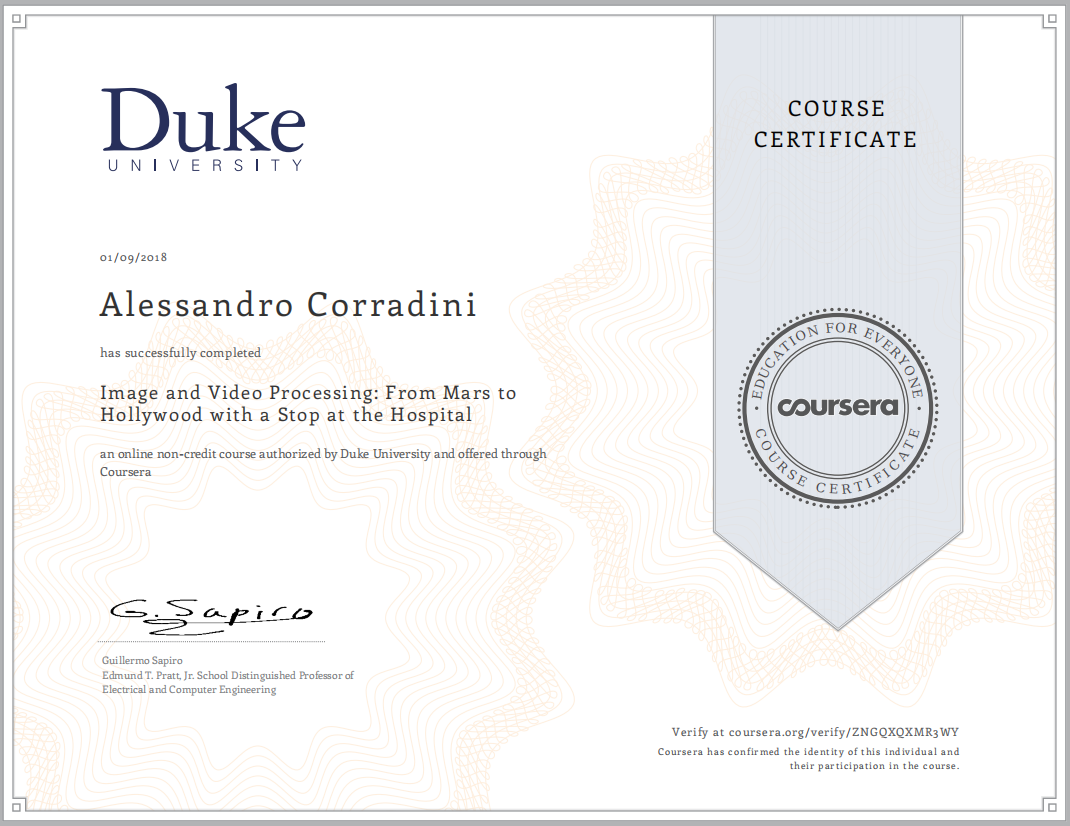 Duke
UNIVERSITY
COURSE
CERTIFICATE
01/09/2018
Alessandro Corradini
has successfully completed
Image and Video Processing: From Mars to
Hollywood with a Stop at the Hospital
an online non-credit course authorized by Duke University and offered through
Coursera
EDUCATION FOR EVERYONE
coursera
COURSE CERTIFICATE
G. Sapiro
Guillermo Sapiro
Edmund T. Pratt, Jr. School Distinguished Professor of
Electrical and Computer Engineering
Verify at coursera.org/verify/ZNGQXQXMR3WY
Coursera has confirmed the identity of this individual and
their participation in the course.